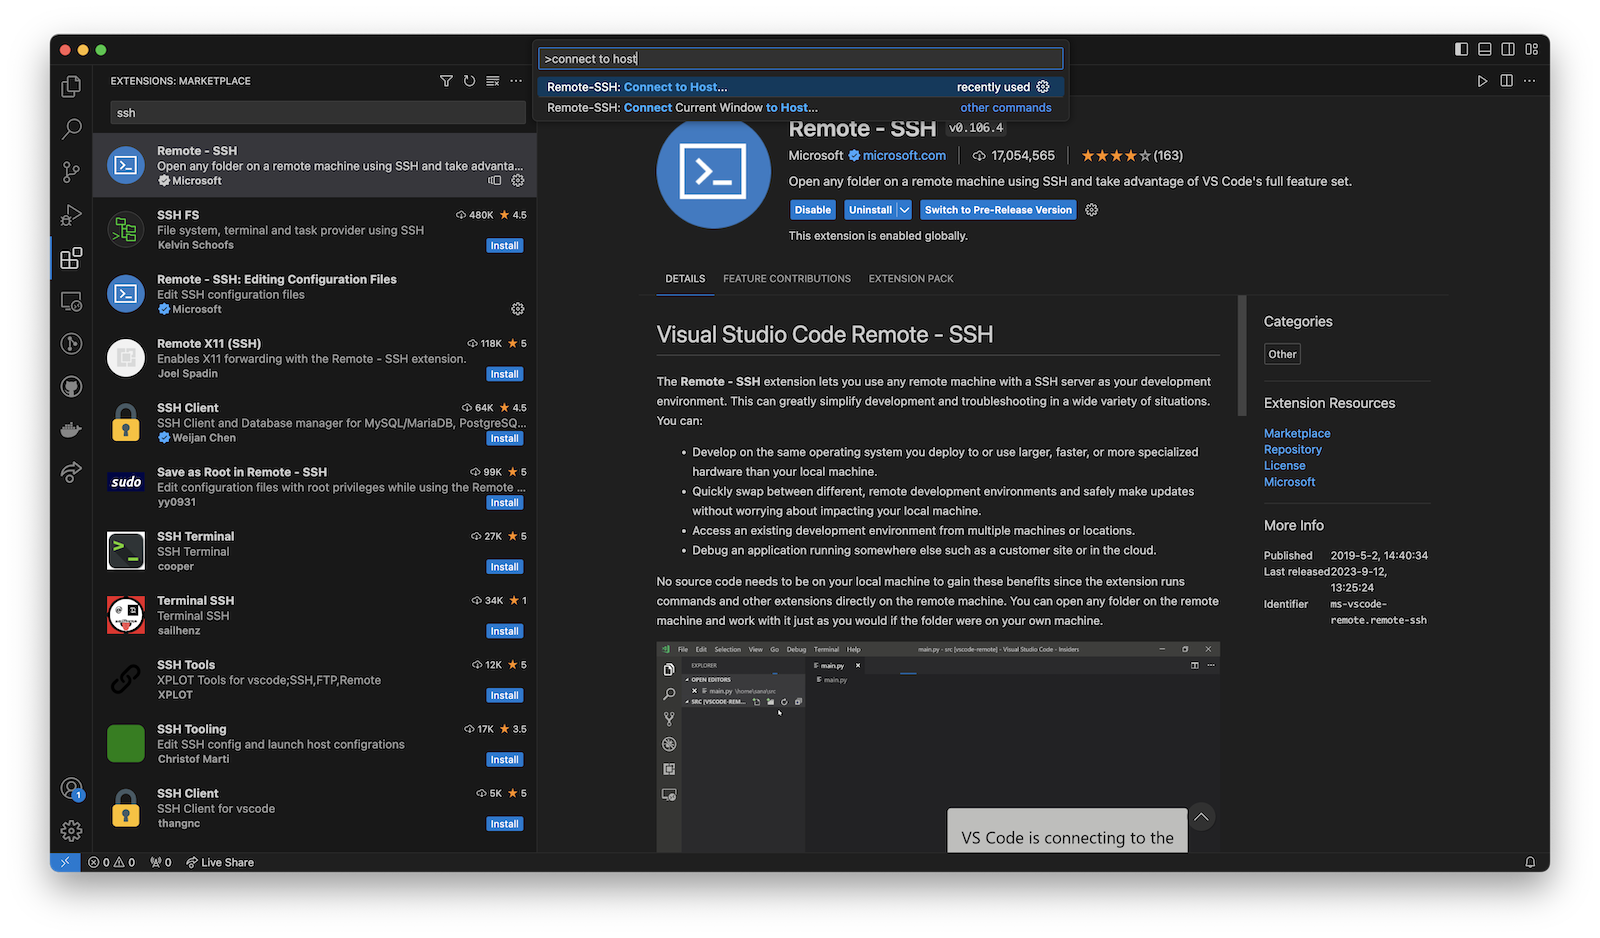 >connect to host
Remote-SSH: Connect to Host... recently used
Remote-SSH: Connect Current Window to Host... other commands
EXTENSIONS: MARKETPLACE
ssh
Remote - SSH
Open any folder on a remote machine using SSH and take advanta...
Microsoft
SSH FS 480K 4.5
File system, terminal and task provider using SSH
Kelvin Schoofs Install
Remote - SSH: Editing Configuration Files
Edit SSH configuration files
Microsoft
Remote X11 (SSH) 118K 5
Enables X11 forwarding with the Remote - SSH extension.
Joel Spadin Install
SSH Client 64K 4.5
SSH Client and Database manager for MySQL/MariaDB, PostgreSQ...
Weijan Chen Install
sudo
Save as Root in Remote - SSH 99K 5
Edit configuration files with root privileges while using the Remote ...
yy0931 Install
SSH Terminal 27K 5
SSH Terminal
cooper Install
Terminal SSH 34K 1
Terminal SSH
sailhenz Install
SSH Tools 12K 5
XPLOT Tools for vscode;SSH,FTP,Remote
XPLOT Install
SSH Tooling 17K 3.5
Edit SSH config and launch host configrations
Christof Marti Install
SSH Client 5K 5
SSH Client for vscode
thangnc Install
1
Remote - SSH v0.106.4
Microsoft microsoft.com 17,054,565 (163)
Open any folder on a remote machine using SSH and take advantage of VS Code's full feature set.
Disable Uninstall Switch to Pre-Release Version
This extension is enabled globally.
DETAILS FEATURE CONTRIBUTIONS EXTENSION PACK
Visual Studio Code Remote - SSH
The Remote - SSH extension lets you use any remote machine with a SSH server as your development
environment. This can greatly simplify development and troubleshooting in a wide variety of situations.
You can:
• Develop on the same operating system you deploy to or use larger, faster, or more specialized
hardware than your local machine.
• Quickly swap between different, remote development environments and safely make updates
without worrying about impacting your local machine.
• Access an existing development environment from multiple machines or locations.
• Debug an application running somewhere else such as a customer site or in the cloud.
No source code needs to be on your local machine to gain these benefits since the extension runs
commands and other extensions directly on the remote machine. You can open any folder on the remote
machine and work with it just as you would if the folder were on your own machine.
File Edit Selection View Go Debug Terminal Help main.py - src [vscode-remote] - Visual Studio Code - Insiders
EXPLORER main.py
OPEN EDITORS main.py
main.py \home\sana\src
SRC [VSCODE-REM...
VS Code is connecting to the
Categories
Other
Extension Resources
Marketplace
Repository
License
Microsoft
More Info
Published 2019-5-2, 14:40:34
Last released 2023-9-12,
13:25:24
Identifier ms-vscode-
remote.remote-ssh
0 0 0 Live Share